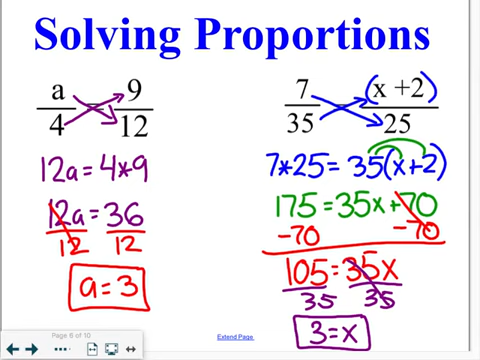 Solving Proportions
a/4 = 9/12
12a = 4*9
12a = 36
12 12
a = 3
7/35 = (x +2)/25
7*25 = 35(x+2)
175 = 35x+70
-70 -70
105 = 35x
35 35
3=x
Page 6 of 10
Extend Page